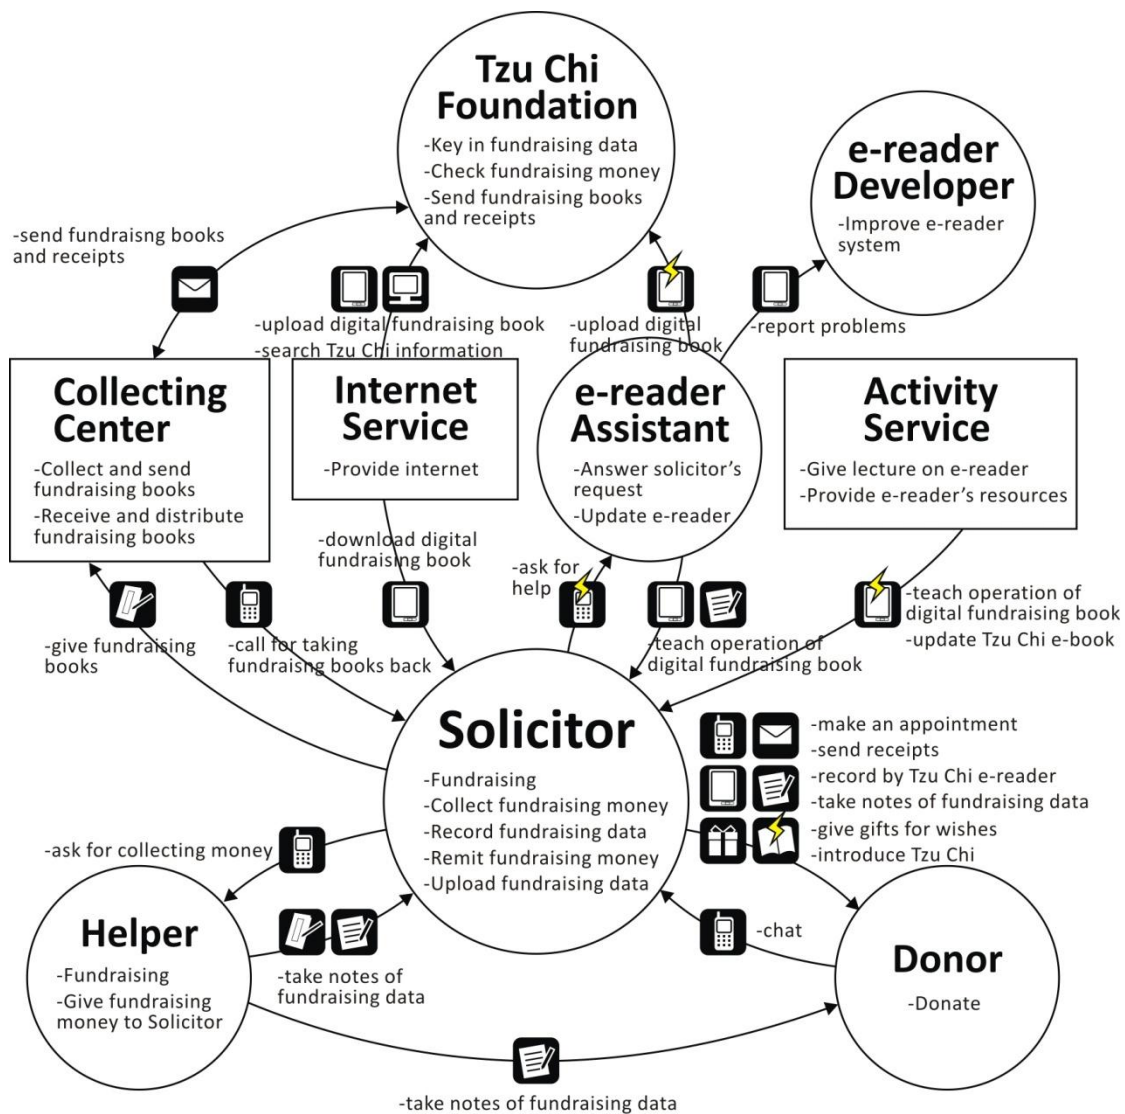 Tzu Chi
Foundation
-Key in fundraising data
-Check fundraising money
-Send fundraising books
and receipts
e-reader
Developer
-Improve e-reader
system
-send fundraisng books
and receipts
-upload digital fundraising book
-search Tzu Chi information
-upload digital
fundraising book
-report problems
Collecting
Center
-Collect and send
fundraising books
-Receive and distribute
fundraising books
Internet
Service
-Provide internet
e-reader
Assistant
-Answer solicitor's
request
-Update e-reader
Activity
Service
-Give lecture on e-reader
-Provide e-reader's resources
-download digital
fundraising book
-ask for
help
-give fundraising
books
-call for taking
fundraisng books back
-teach operation of
digital fundraising book
-teach operation of
digital fundraising book
-update Tzu Chi e-book
Solicitor
-Fundraising
-Collect fundraising money
-Record fundraising data
-Remit fundraising money
-Upload fundraising data
-make an appointment
-send receipts
-record by Tzu Chi e-reader
-take notes of fundraising data
-give gifts for wishes
-introduce Tzu Chi
-ask for collecting money
Helper
-Fundraising
-Give fundraising
money to Solicitor
-take notes of
fundraising data
-chat
Donor
-Donate
-take notes of fundraising data